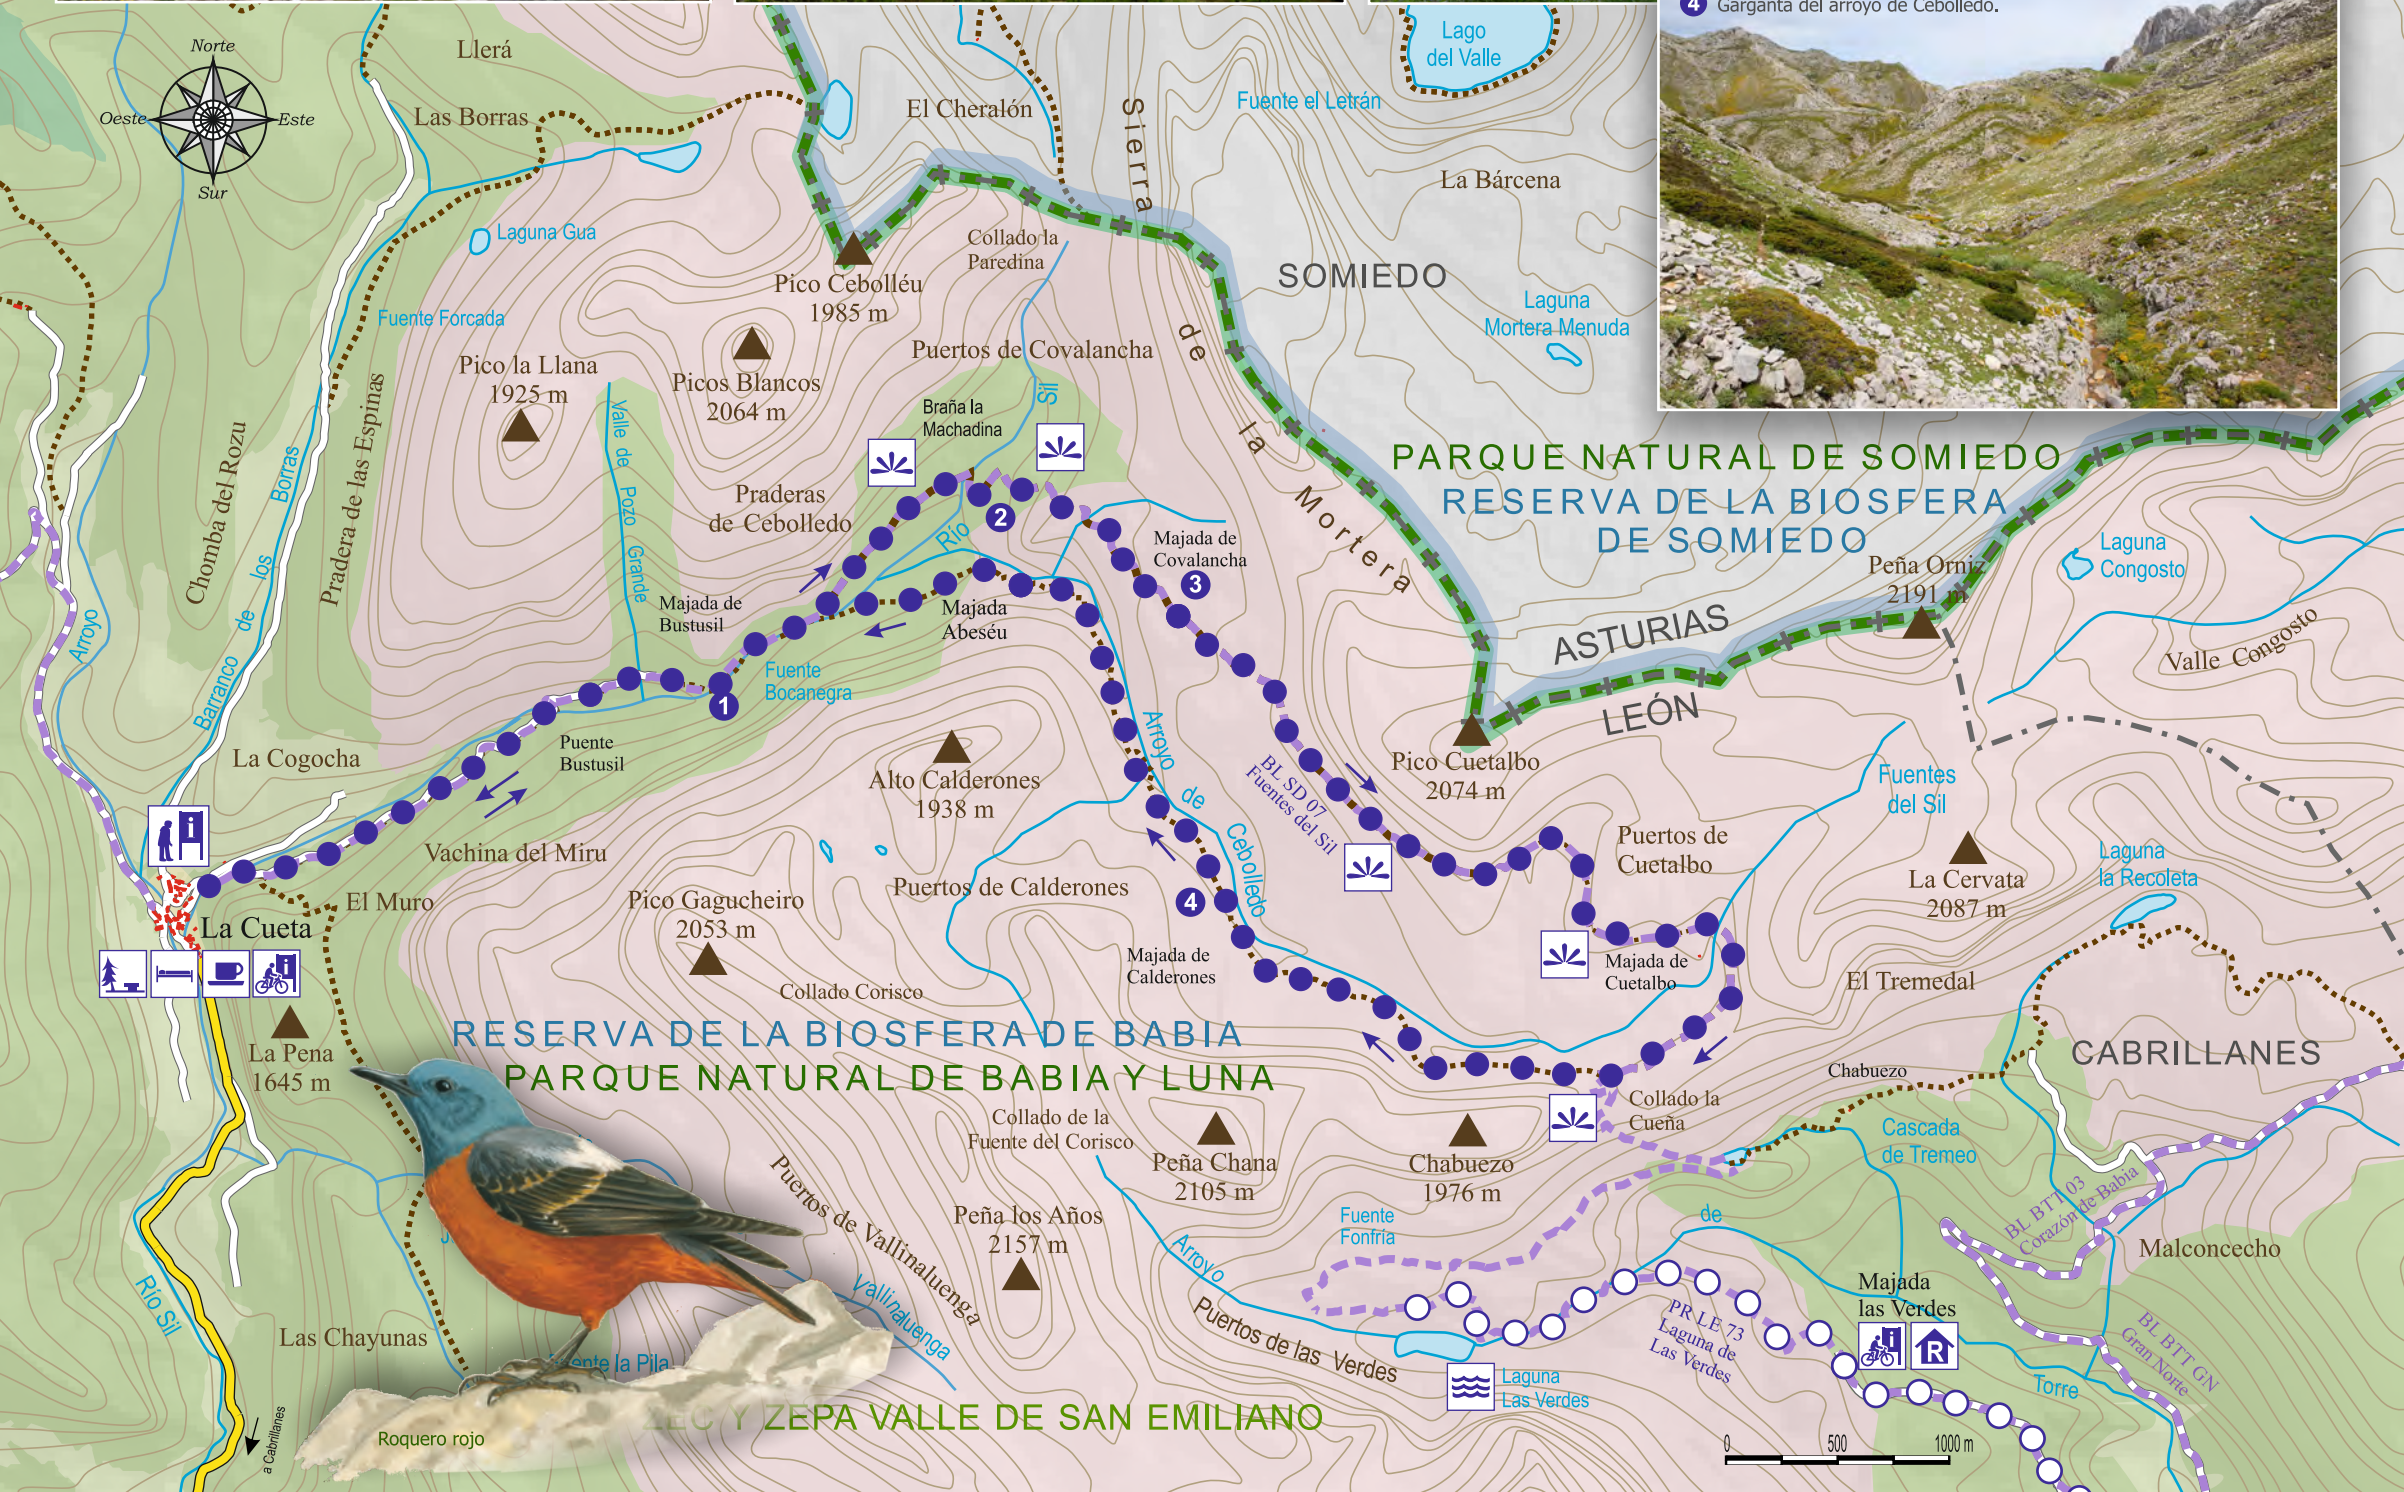 4 Garganta del arroyo de Cebolledo.
Norte
Oeste
Este
Sur
Llerá
Las Borras
Lago
del Valle
Fuente el Letrán
El Cheralón
Sierra
de
la
Mortera
La Bárcena
Laguna Gua
Collado la
Paredina
SOMIEDO
Pico Cebolléu
1985 m
Laguna
Mortera Menuda
Fuente Forcada
Pico la Llana
1925 m
Picos Blancos
2064 m
Puertos de Covalancha
Braña la
Machadina
Río
Sil
Valle de Pozo Grande
Chomba del Rozu
Pradera de las Espinas
Barranco de los Borras
Arroyo
Praderas
de Cebolledo
PARQUE NATURAL DE SOMIEDO
RESERVA DE LA BIOSFERA
DE SOMIEDO
2
Majada de
Covalancha
3
Peña Orniz
2191 m
Laguna
Congosto
Valle Congosto
Majada de
Bustusil
Majada
Abeséu
ASTURIAS
LEÓN
Fuente
Bocanegra
1
Puente
Bustusil
La Cogocha
Alto Calderones
1938 m
Arroyo de Cebolledo
BL SD 07
Fuentes del Sil
Pico Cuetalbo
2074 m
Fuentes
del Sil
Vachina del Miru
El Muro
La Cueta
Pico Gagucheiro
2053 m
Puertos de Calderones
4
Puertos de
Cuetalbo
La Cervata
2087 m
Laguna
la Recoleta
Majada de
Calderones
Majada de
Cuetalbo
El Tremedal
Collado Corisco
RESERVA DE LA BIOSFERA DE BABIA
PARQUE NATURAL DE BABIA Y LUNA
La Pena
1645 m
CABRILLANES
Chabuezo
Collado la
Cueña
Collado de la
Fuente del Corisco
Peña Chana
2105 m
Chabuezo
1976 m
Cascada
de Tremeo
Puertos de Vallinaluenga
Vallinaluenga
Peña los Años
2157 m
Fuente
Fonfría
Arroyo
de
Torre
BL BTT 03
Corazón de Babia
Malconcecho
Majada
las Verdes
R
Río Sil
Las Chayunas
Puertos de las Verdes
PR LE 73
Laguna de
Las Verdes
BL BTT GN
Gran Norte
Laguna
Las Verdes
la Pila
Y ZEPA VALLE DE SAN EMILIANO
Roquero rojo
a Cabrillanes
0 500 1000 m